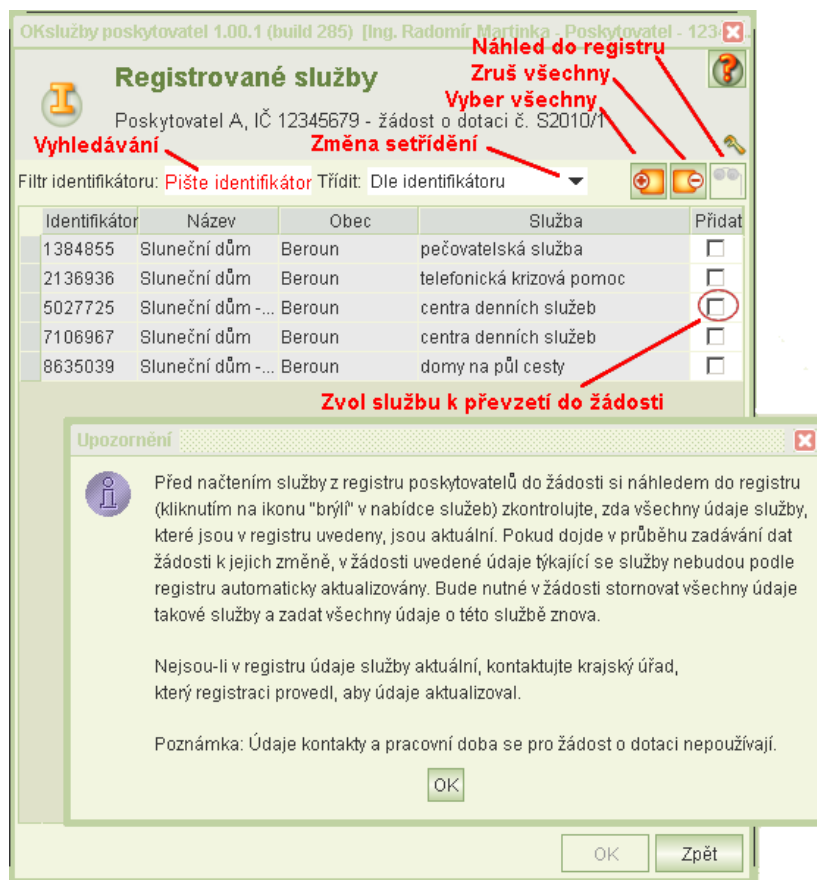 OKslužby poskytovatel 1.00.1 (build 285) [Ing. Radomír Martinka - Poskytovatel - 123
Náhled do registru
Registrované služby
Zruš všechny
Vyber všechny
Poskytovatel A, IČ 12345679 - žádost o dotaci č. S2010/1
Vyhledávání
Změna setřídění
Filtr identifikátoru: Pište identifikátor Třídit: Dle identifikátoru
Identifikátor Název Obec Služba Přidat
1384855 Sluneční dům Beroun pečovatelská služba
2136936 Sluneční dům Beroun telefonická krizová pomoc
5027725 Sluneční dům -... Beroun centra denních služeb
7106967 Sluneční dům Beroun centra denních služeb
8635039 Sluneční dům -... Beroun domy na půl cesty
Zvol službu k převzetí do žádosti
Upozornění
Před načtením služby z registru poskytovatelů do žádosti si náhledem do registru
(kliknutím na ikonu "brýlí" v nabídce služeb) zkontrolujte, zda všechny údaje služby,
které jsou v registru uvedeny, jsou aktuální. Pokud dojde v průběhu zadávání dat
žádosti k jejich změně, v žádosti uvedené údaje týkající se služby nebudou podle
registru automaticky aktualizovány. Bude nutné v žádosti stornovat všechny údaje
takové služby a zadat všechny údaje o této službě znova.
Nejsou-li v registru údaje služby aktuální, kontaktujte krajský úřad,
který registraci provedl, aby údaje aktualizoval.
Poznámka: Údaje kontakty a pracovní doba se pro žádost o dotaci nepoužívají.
OK
OK Zpět